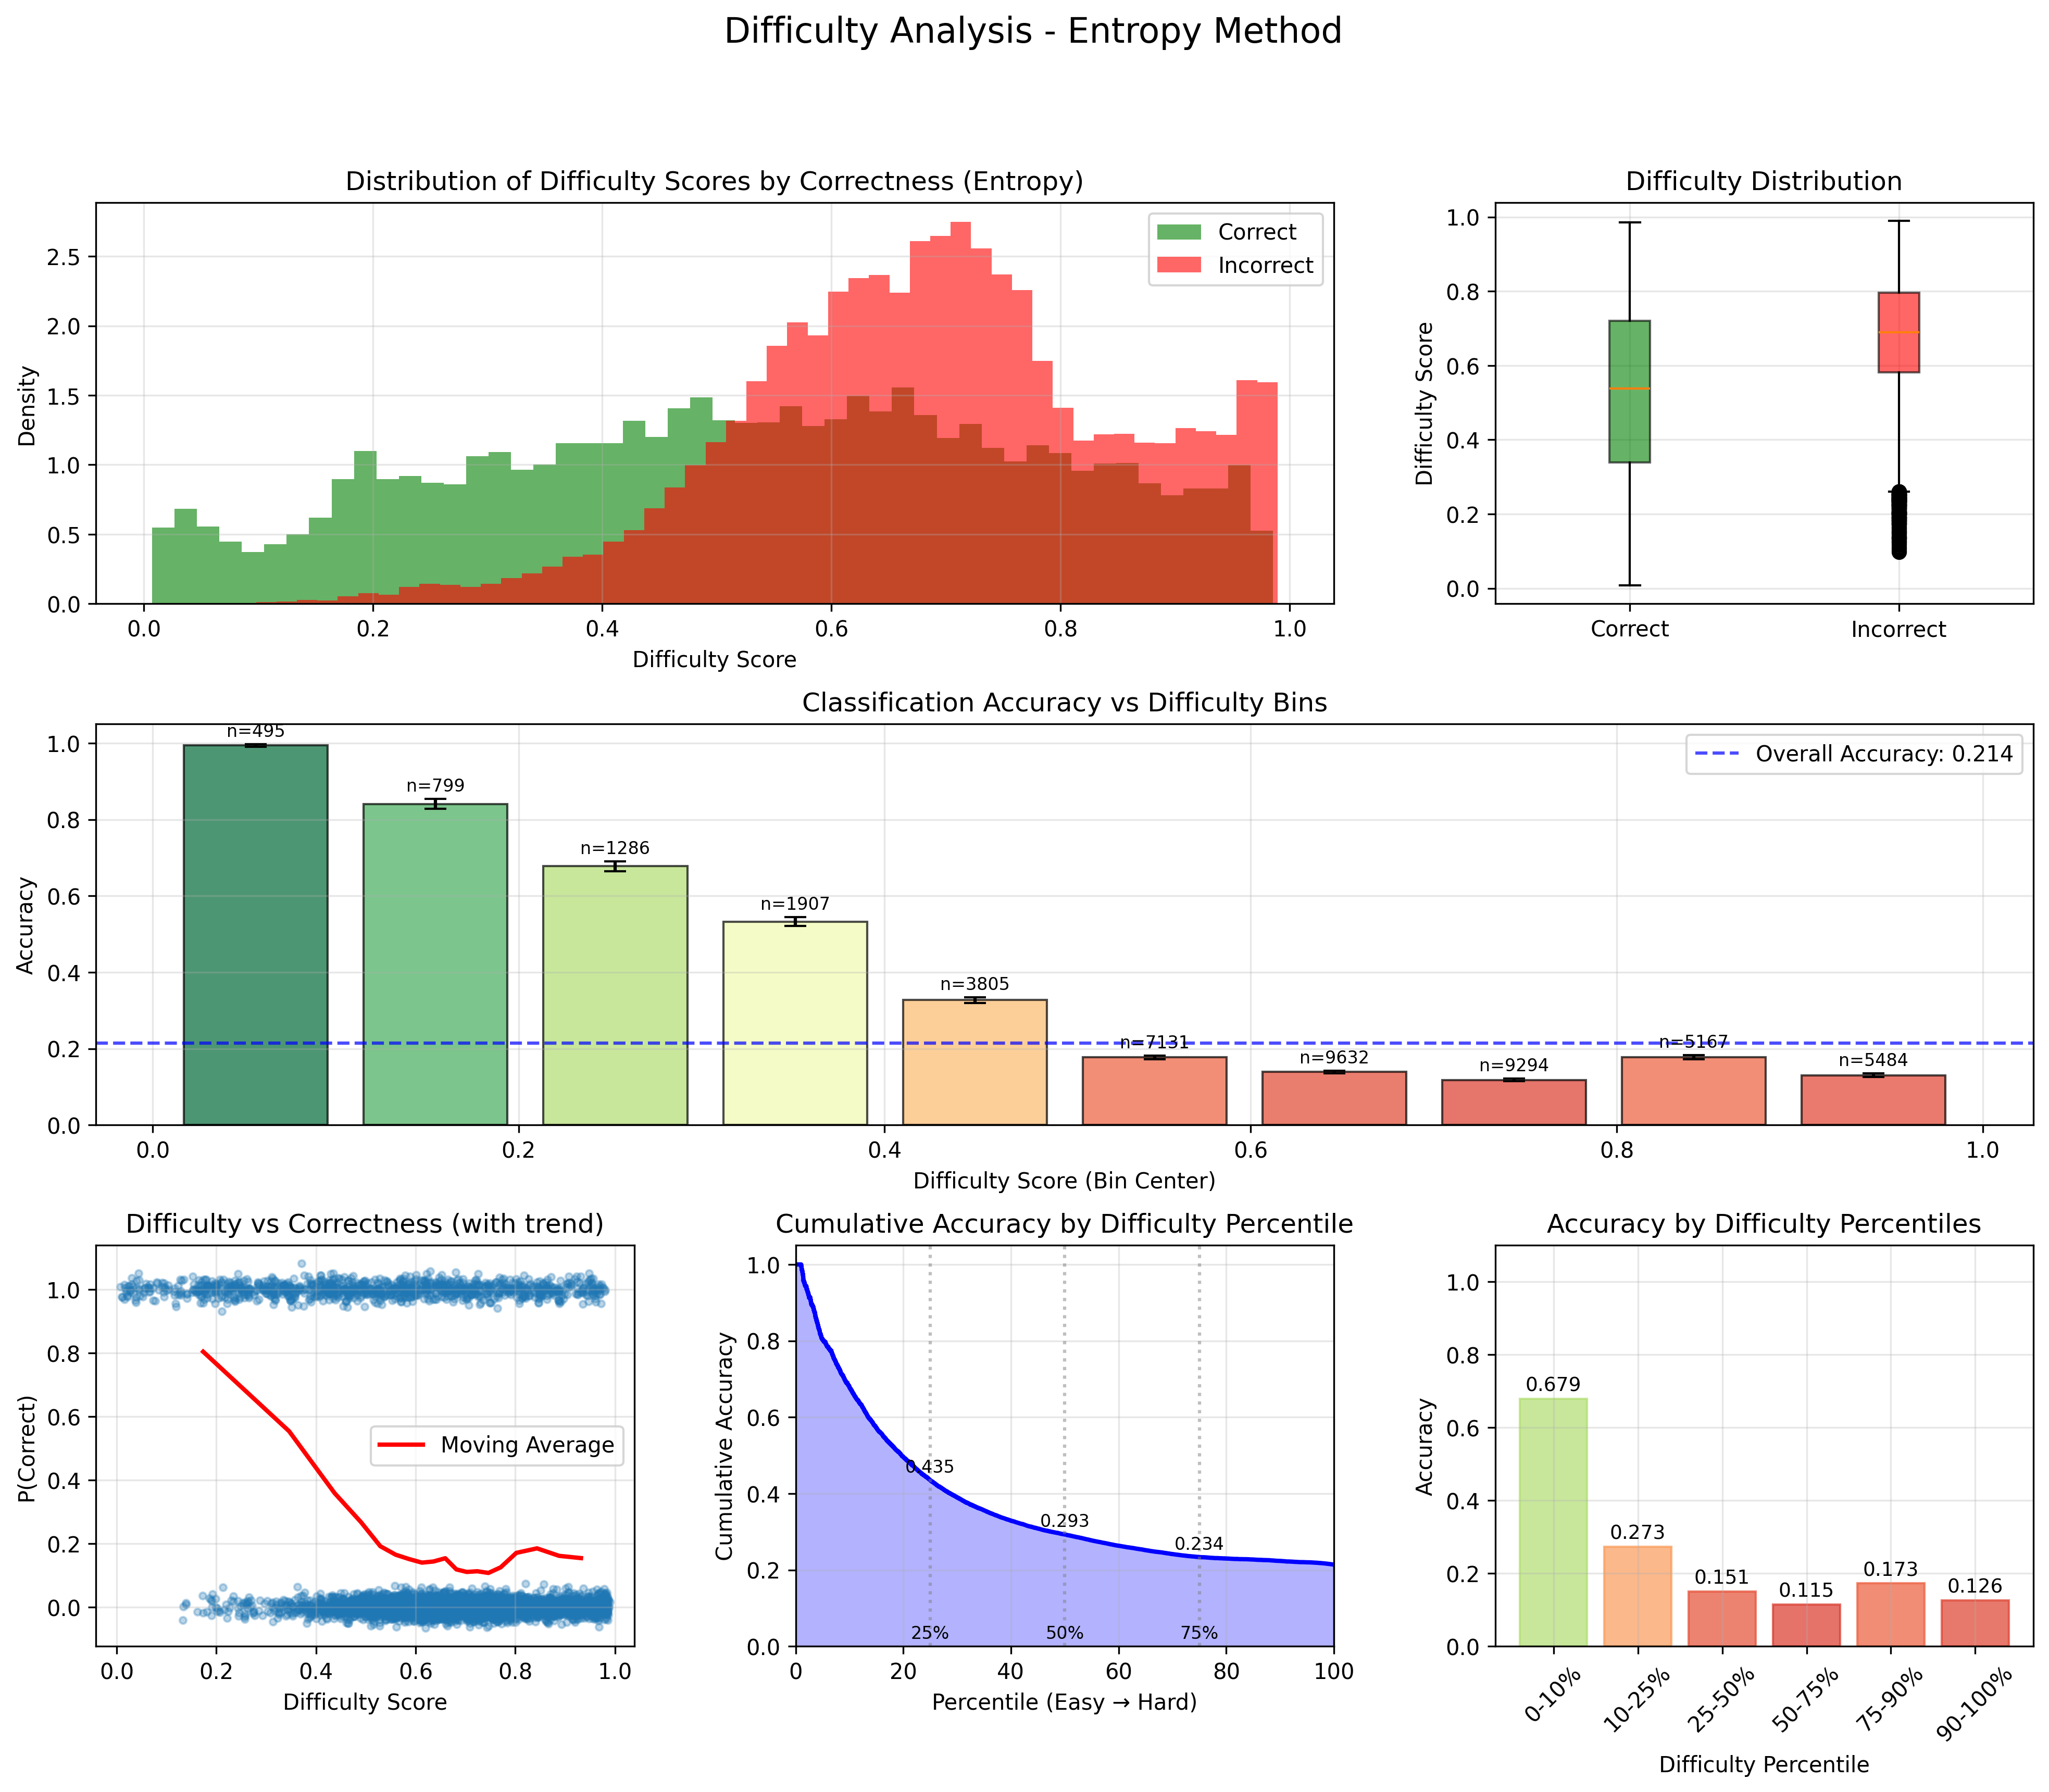 Difficulty Analysis - Entropy Method
Distribution of Difficulty Scores by Correctness (Entropy)
Density
2.5
2.0
1.5
1.0
0.5
0.0
Correct
Incorrect
0.0 0.2 0.4 0.6 0.8 1.0
Difficulty Score
Difficulty Distribution
Difficulty Score
1.0
0.8
0.6
0.4
0.2
0.0
Correct Incorrect
Classification Accuracy vs Difficulty Bins
Accuracy
1.0
0.8
0.6
0.4
0.2
0.0
n=495
n=799
n=1286
n=1907
n=3805
n=7131
n=9632
n=9294
n=5167
n=5484
Overall Accuracy: 0.214
0.0 0.2 0.4 0.6 0.8 1.0
Difficulty Score (Bin Center)
Difficulty vs Correctness (with trend)
P(Correct)
1.0
0.8
0.6
0.4
0.2
0.0
Moving Average
0.0 0.2 0.4 0.6 0.8 1.0
Difficulty Score
Cumulative Accuracy by Difficulty Percentile
Cumulative Accuracy
1.0
0.8
0.6
0.4
0.2
0.0
0.435
0.293
0.234
25% 50% 75%
0 20 40 60 80 100
Percentile (Easy → Hard)
Accuracy by Difficulty Percentiles
Accuracy
1.0
0.8
0.6
0.4
0.2
0.0
0.679
0.273
0.151
0.115
0.173
0.126
0-10% 10-25% 25-50% 50-75% 75-90% 90-100%
Difficulty Percentile